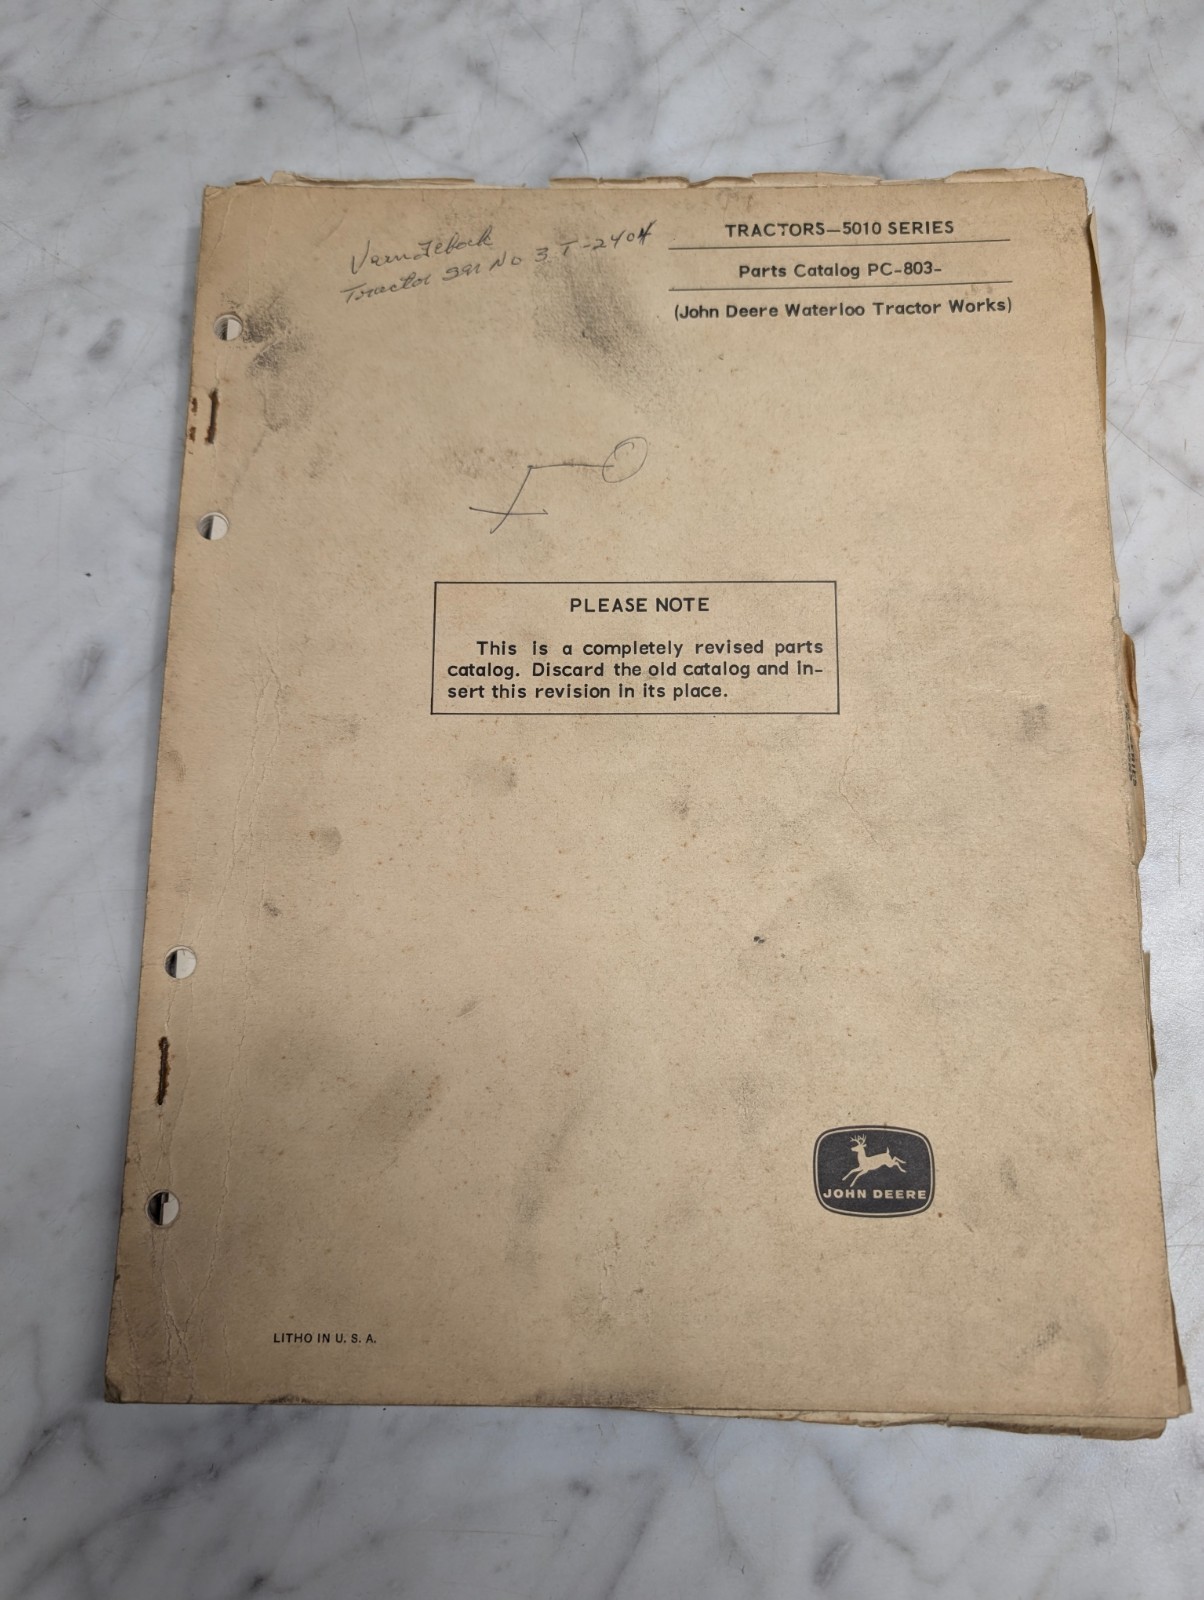 Tractor ser No 3 T-2404
TRACTORS—5010 SERIES
Parts Catalog PC-803-
(John Deere Waterloo Tractor Works)
PLEASE NOTE
This is a completely revised parts
catalog. Discard the old catalog and in-
sert this revision in its place.
JOHN DEERE
LITHO IN U. S. A.